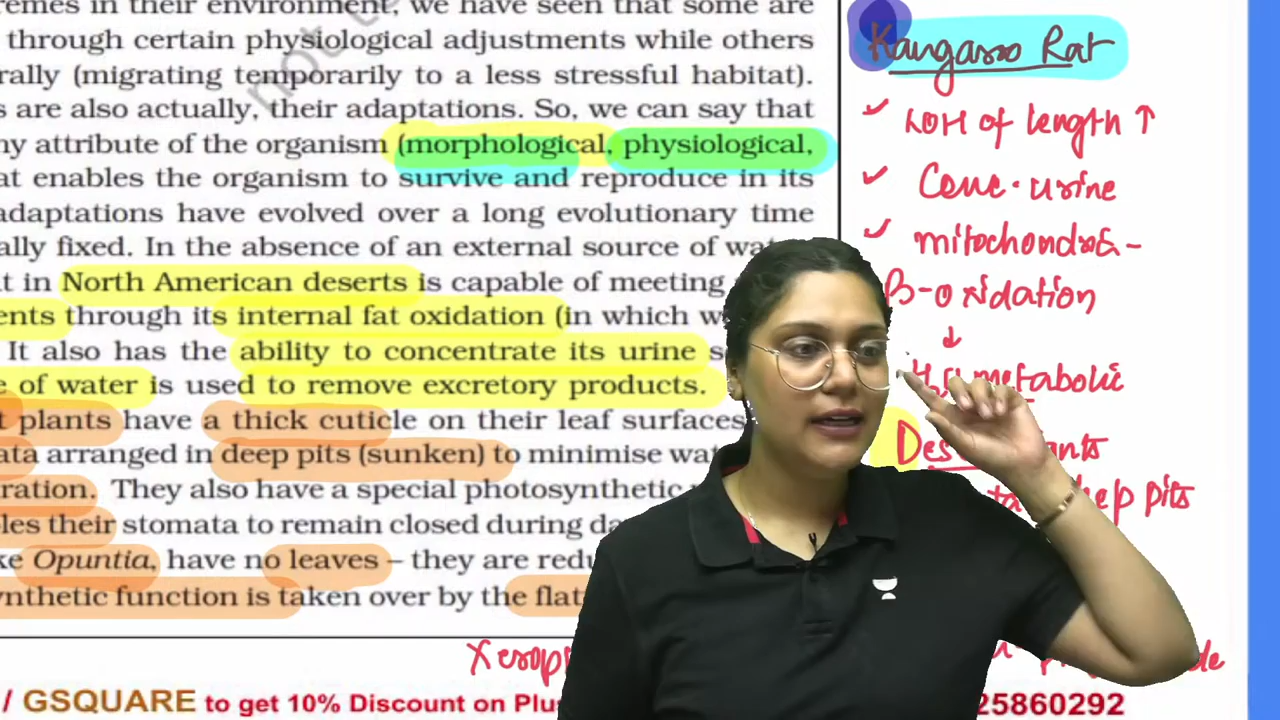 remes in their environment, we have seen that some are
through certain physiological adjustments while others
rally (migrating temporarily to a less stressful habitat).
s are also actually, their adaptations. So, we can say that
ny attribute of the organism (morphological, physiological,
at enables the organism to survive and reproduce in its
adaptations have evolved over a long evolutionary time
ally fixed. In the absence of an external source of wat
t in North American deserts is capable of meeting
ents through its internal fat oxidation (in which w
It also has the ability to concentrate its urine s
e of water is used to remove excretory products.
t plants have a thick cuticle on their leaf surfaces
ata arranged in deep pits (sunken) to minimise wat
ration. They also have a special photosynthetic
les their stomata to remain closed during da
ke Opuntia, have no leaves – they are redu
ynthetic function is taken over by the flat
not
Kangaroo Rat
LOH of length ↑
Conc. urine
mitochondria -
β-oxidation
↓
metabolic
Des ants
ta deep pits
Xerop
/ GSQUARE to get 10% Discount on Plus
25860292